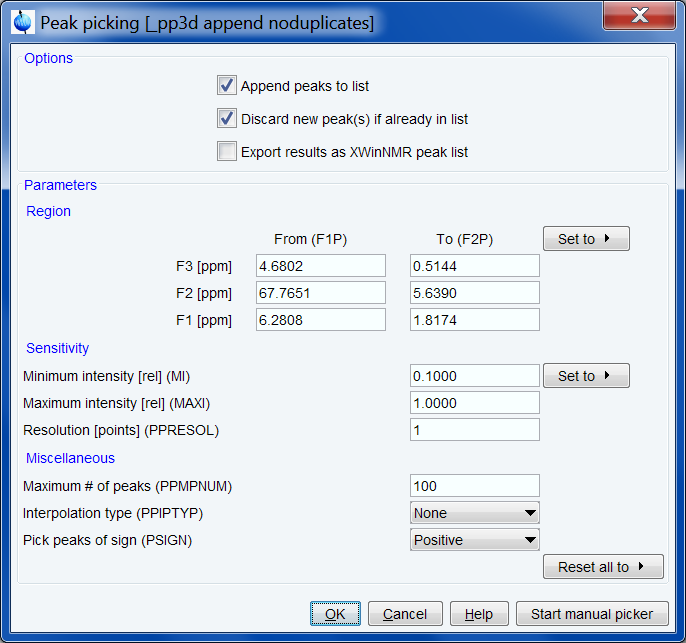 Peak picking [_pp3d append noduplicates]
Options
Append peaks to list
Discard new peak(s) if already in list
Export results as XWinNMR peak list
Parameters
Region
From (F1P) To (F2P) Set to
F3 [ppm] 4.6802 0.5144
F2 [ppm] 67.7651 5.6390
F1 [ppm] 6.2808 1.8174
Sensitivity
Minimum intensity [rel] (MI) 0.1000 Set to
Maximum intensity [rel] (MAXI) 1.0000
Resolution [points] (PPRESOL) 1
Miscellaneous
Maximum # of peaks (PPMPNUM) 100
Interpolation type (PPIPTYP) None
Pick peaks of sign (PSIGN) Positive
Reset all to
OK Cancel Help Start manual picker